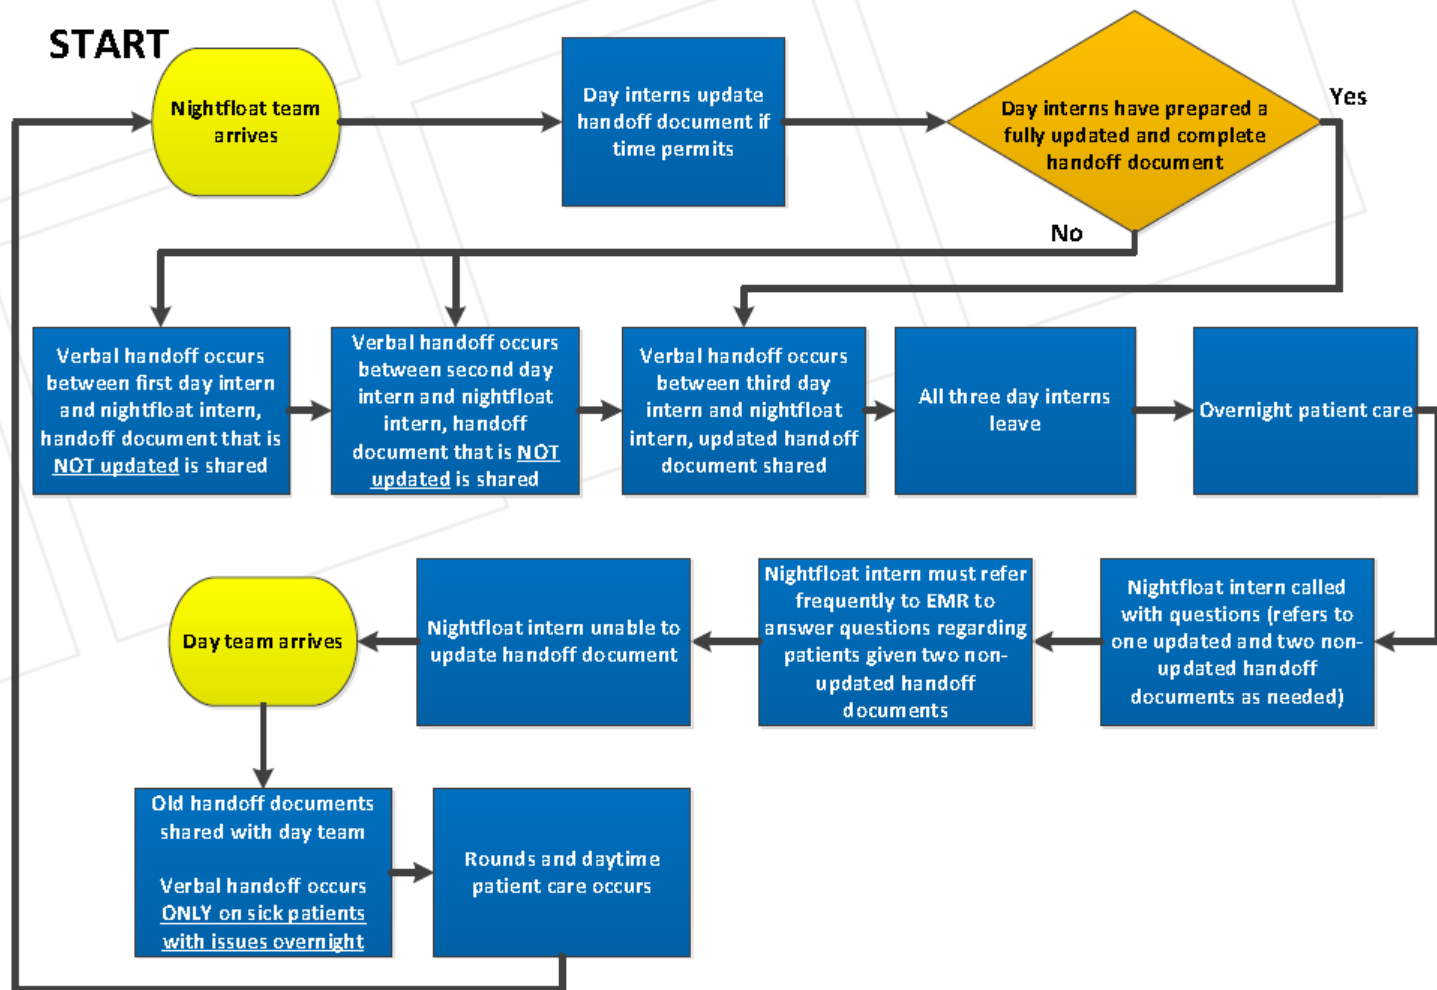 START
Nightfloat team
arrives
Day interns update
handoff document if
time permits
Day interns have prepared a
fully updated and complete
handoff document
Yes
No
Verbal handoff occurs
between first day intern
and nightfloat intern,
handoff document that is
NOT updated is shared
Verbal handoff occurs
between second day
intern and nightfloat
intern, handoff
document that is NOT
updated is shared
Verbal handoff occurs
between third day
intern and nightfloat
intern, updated handoff
document shared
All three day interns
leave
Overnight patient care
Nightfloat intern called
with questions (refers to
one updated and two non-
updated handoff
documents as needed)
Nightfloat intern must refer
frequently to EMR to
answer questions regarding
patients given two non-
updated handoff
documents
Nightfloat intern unable to
update handoff document
Day team arrives
Old handoff documents
shared with day team
Verbal handoff occurs
ONLY on sick patients
with issues overnight
Rounds and daytime
patient care occurs